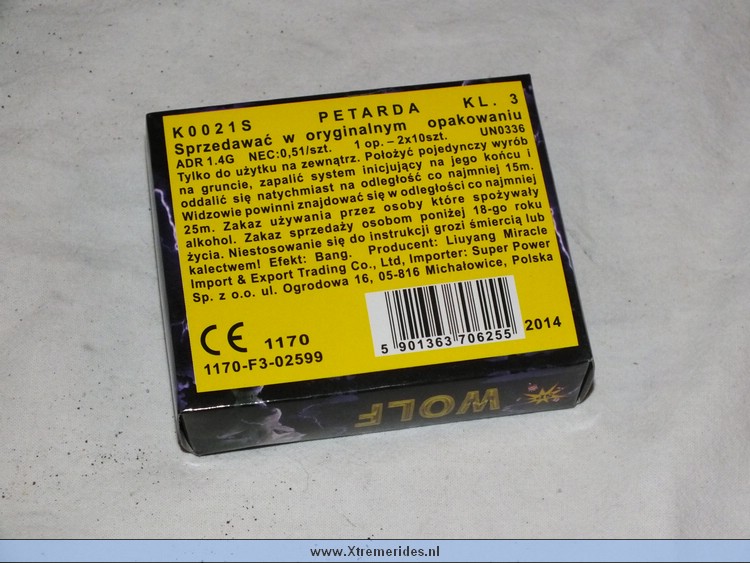 K0021S PETARDA KL. 3
Sprzedawać w oryginalnym opakowaniu
ADR 1.4G NEC:0,51/szt. 1 op. – 2x10szt. UN0336
Tylko do użytku na zewnątrz. Położyć pojedynczy wyrób
na gruncie, zapalić system inicjujący na jego końcu i
oddalić się natychmiast na odległość co najmniej 15m.
Widzowie powinni znajdować się w odległości co najmniej
25m. Zakaz używania przez osoby które spożywały
alkohol. Zakaz sprzedaży osobom poniżej 18-go roku
życia. Niestosowanie się do instrukcji grozi śmiercią lub
kalectwem! Efekt: Bang. Producent: Liuyang Miracle
Import & Export Trading Co., Ltd, Importer: Super Power
Sp. z o.o. ul. Ogrodowa 16, 05-816 Michałowice, Polska
CE 1170
1170-F3-02599
5 901363 706255
2014
WOLF
www.Xtremerides.nl